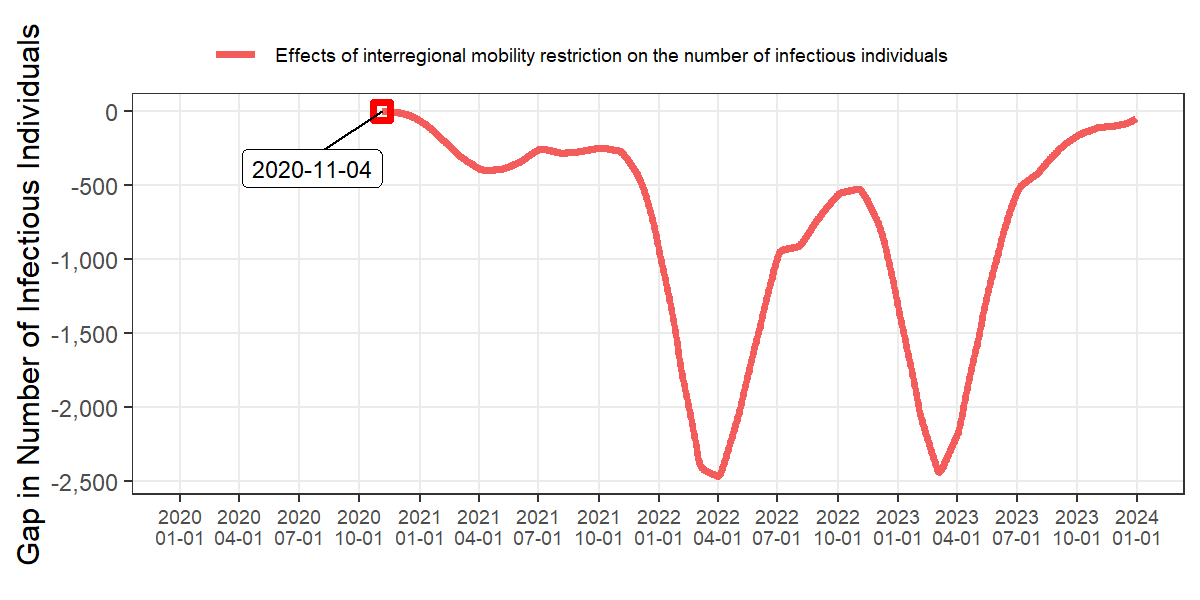 Effects of interregional mobility restriction on the number of infectious individuals
Gap in Number of Infectious Individuals
0
-500
-1,000
-1,500
-2,000
-2,500
2020-11-04
2020 2020 2020 2020 2021 2021 2021 2021 2022 2022 2022 2022 2023 2023 2023 2023 2024
01-01 04-01 07-01 10-01 01-01 04-01 07-01 10-01 01-01 04-01 07-01 10-01 01-01 04-01 07-01 10-01 01-01